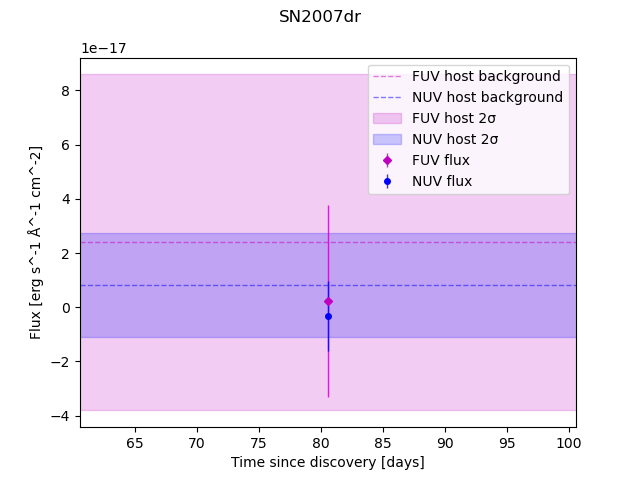 SN2007dr
1e−17
FUV host background
NUV host background
FUV host 2σ
NUV host 2σ
FUV flux
NUV flux
8
6
4
2
0
−2
−4
Flux [erg s^-1 Å^-1 cm^-2]
65 70 75 80 85 90 95 100
Time since discovery [days]